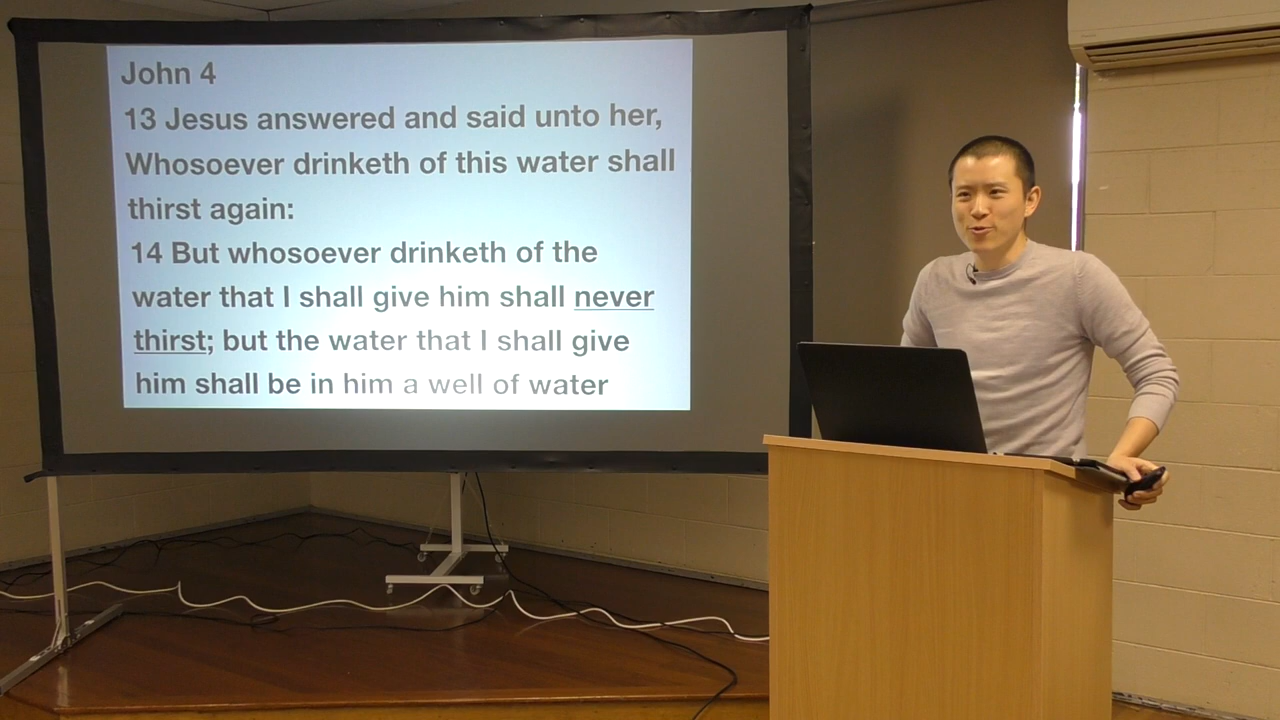 John 4
13 Jesus answered and said unto her,
Whosoever drinketh of this water shall
thirst again:
14 But whosoever drinketh of the
water that I shall give him shall never
thirst; but the water that I shall give
him shall be in him a well of water